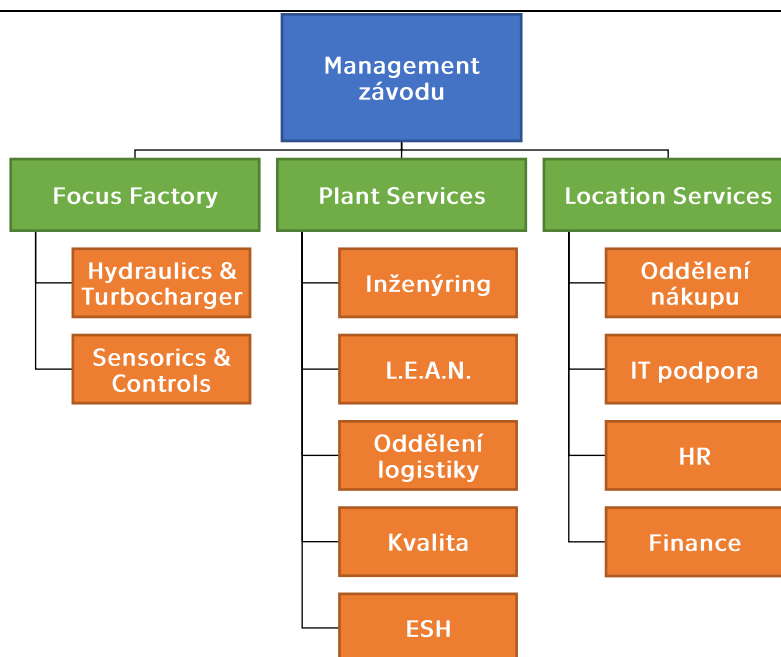 Management
závodu
Focus Factory
Plant Services
Location Services
Hydraulics &
Turbocharger
Sensorics &
Controls
Inženýring
L.E.A.N.
Oddělení
logistiky
Kvalita
ESH
Oddělení
nákupu
IT podpora
HR
Finance